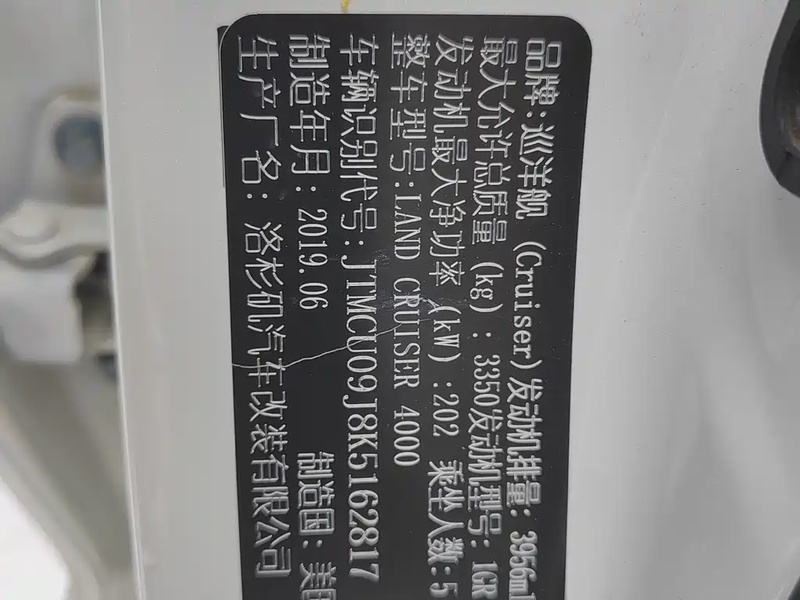 品牌:巡洋舰 (Cruiser)发动机排量: 3956m
最大允许总质量 (kg): 3350发动机型号: 1GR
发动机最大净功率 (kW):202 乘坐人数:5
整车型号:LAND CRUISER 4000
车辆识别代号:JTMCU09J8K5162817
制造年月: 2019.06 制造国: 美
生产厂名: 洛杉矶汽车改装有限公司